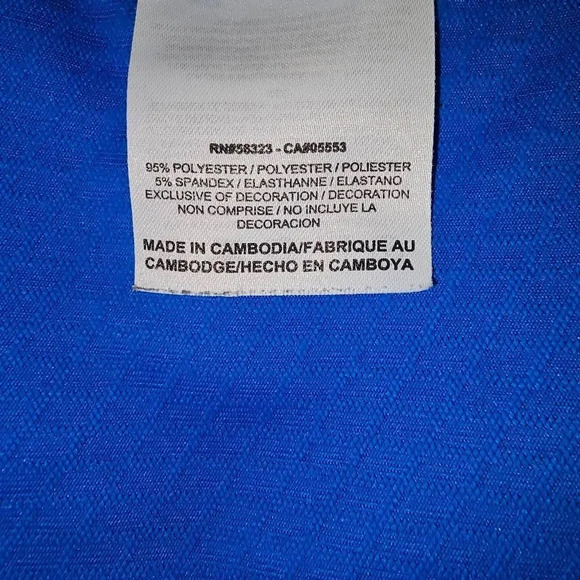 RN#58323 - CA#05553
95% POLYESTER / POLYESTER / POLIESTER
5% SPANDEX / ELASTHANNE / ELASTANO
EXCLUSIVE OF DECORATION / DECORATION
NON COMPRISE / NO INCLUYE LA
DECORACION
MADE IN CAMBODIA/FABRIQUE AU
CAMBODGE/HECHO EN CAMBOYA